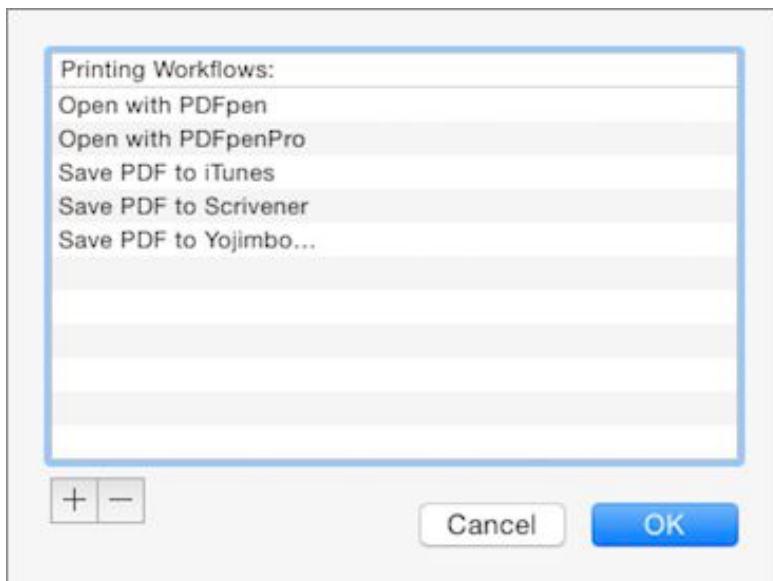 Printing Workflows:
Open with PDFpen
Open with PDFpenPro
Save PDF to iTunes
Save PDF to Scrivener
Save PDF to Yojimbo...
+ −
Cancel OK